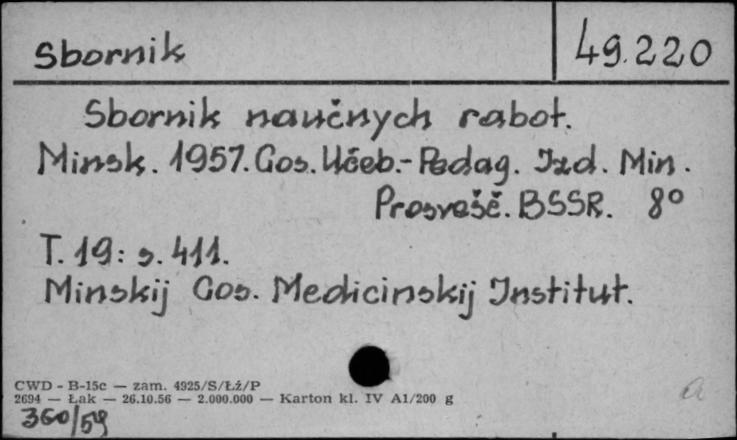 Sbornik 49.220
Sbornik naučnych rabot.
Minsk. 1957. Gos. Učeb.-Pedag. Izd. Min.
Prosvešč. BSSR. 8°
T. 19: s. 411.
Minskij Gos. Medicinskij Institut.
CWD - B-15c — zam. 4925/S/Łź/P
2694 — Łak — 26.10.56 — 2.000.000 — Karton kl. IV A1/200 g
360/59
a